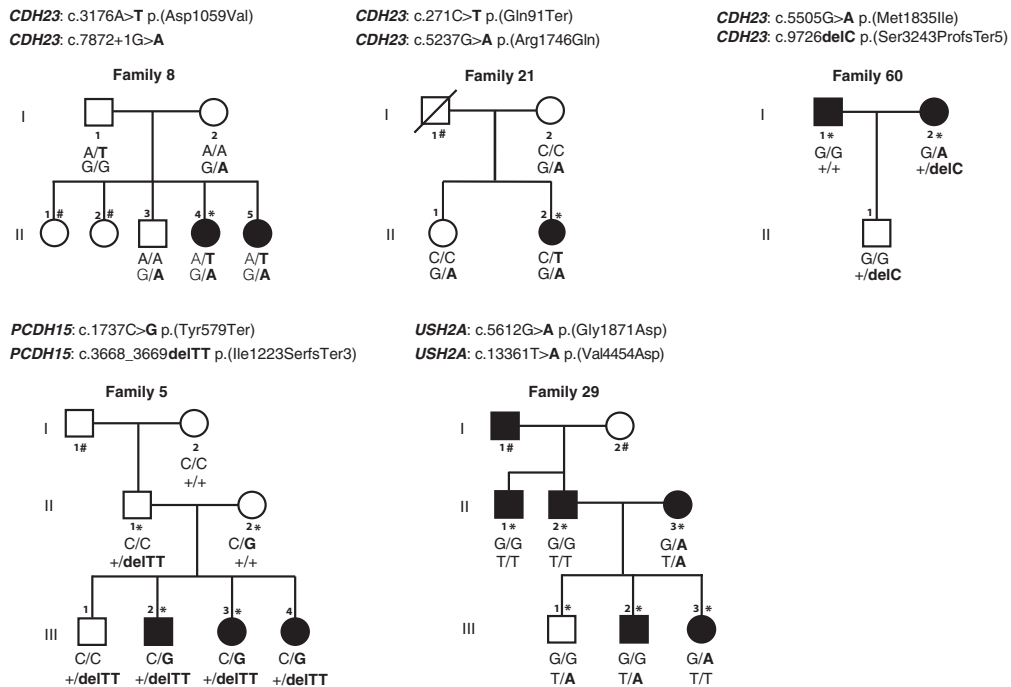 CDH23: c.3176A>T p.(Asp1059Val)
CDH23: c.7872+1G>A
Family 8
I
1
2
A/T
A/A
G/G
G/A
II
1#
2#
3
4 *
5
A/A
A/T
A/T
G/A
G/A
G/A
CDH23: c.271C>T p.(Gln91Ter)
CDH23: c.5237G>A p.(Arg1746Gln)
Family 21
I
1#
2
C/C
G/A
II
1
2 *
C/C
C/T
G/A
G/A
CDH23: c.5505G>A p.(Met1835Ile)
CDH23: c.9726delC p.(Ser3243ProfsTer5)
Family 60
I
1*
2*
G/G
G/A
+/+
+/delC
II
1
G/G
+/delC
PCDH15: c.1737C>G p.(Tyr579Ter)
PCDH15: c.3668_3669delTT p.(Ile1223SerfsTer3)
Family 5
I
1#
2
C/C
+/+
II
1*
2*
C/C
C/G
+/delTT
+/+
III
1
2 *
3 *
4
C/C
C/G
C/G
C/G
+/delTT
+/delTT
+/delTT
+/delTT
USH2A: c.5612G>A p.(Gly1871Asp)
USH2A: c.13361T>A p.(Val4454Asp)
Family 29
I
1#
2#
II
1*
2*
3*
G/G
G/G
G/A
T/T
T/T
T/A
III
1 *
2 *
3 *
G/G
G/G
G/A
T/A
T/A
T/T